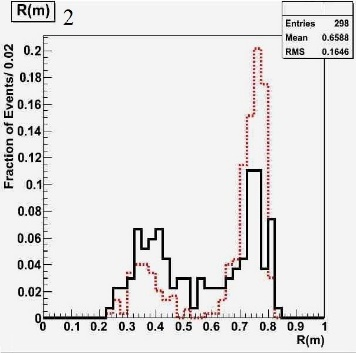 R(m) 2
Entries 298
Mean 0.6588
RMS 0.1646
Fraction of Events/ 0.02
0.2
0.18
0.16
0.14
0.12
0.1
0.08
0.06
0.04
0.02
0
0 0.1 0.2 0.3 0.4 0.5 0.6 0.7 0.8 0.9 1
R(m)